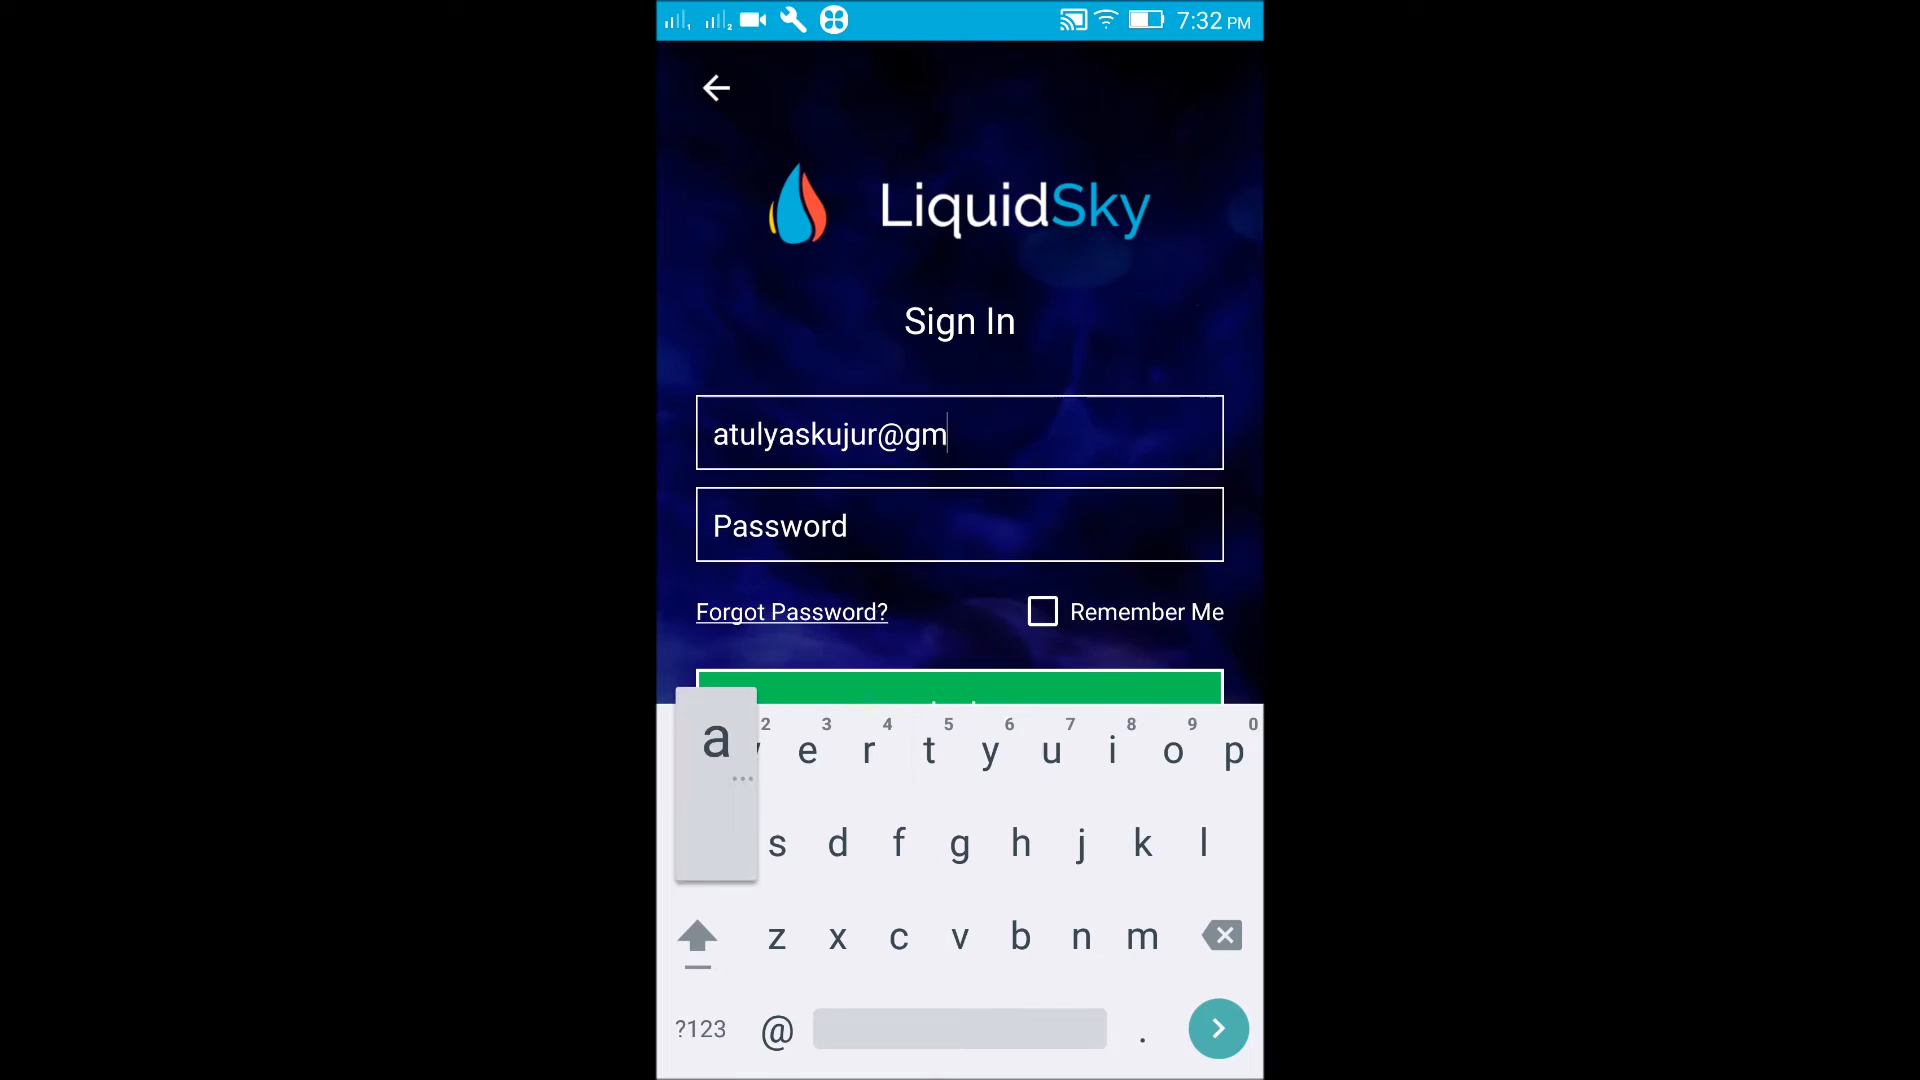 7:32 PM
LiquidSky
Sign In
atulyaskujur@gm
Password
Forgot Password?
Remember Me
2 3 4 5 6 7 8 9 0
e r t y u i o p
a
s d f g h j k l
z x c v b n m
?123 @ .